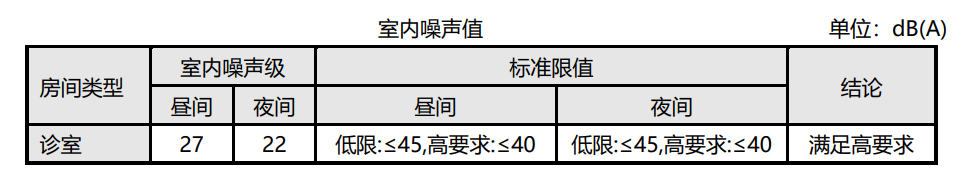 室内噪声值 单位：dB(A)
房间类型 室内噪声级 标准限值 结论
昼间 夜间 昼间 夜间
诊室 27 22 低限:≤45,高要求:≤40 低限:≤45,高要求:≤40 满足高要求